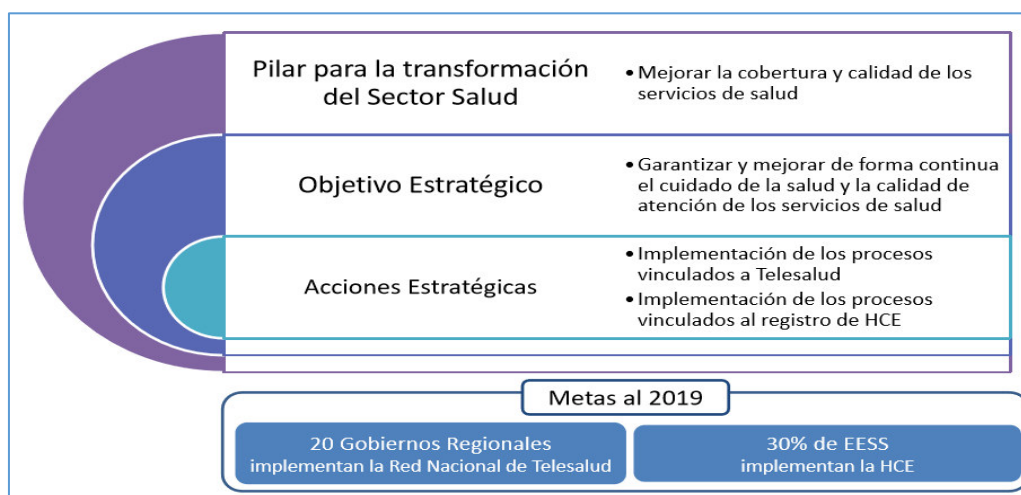 Pilar para la transformación
del Sector Salud
• Mejorar la cobertura y calidad de los
servicios de salud
Objetivo Estratégico
• Garantizar y mejorar de forma continua
el cuidado de la salud y la calidad de
atención de los servicios de salud
Acciones Estratégicas
• Implementación de los procesos
vinculados a Telesalud
• Implementación de los procesos
vinculados al registro de HCE
Metas al 2019
20 Gobiernos Regionales
implementan la Red Nacional de Telesalud
30% de EESS
implementan la HCE